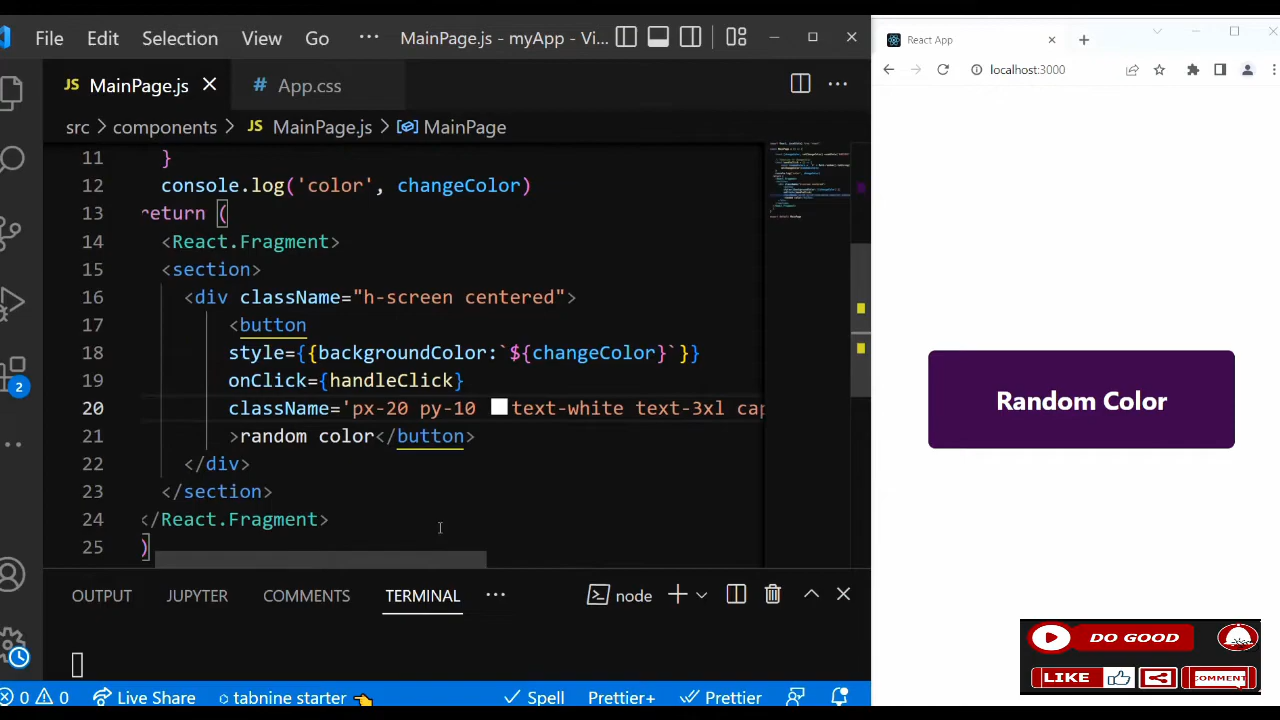 File Edit Selection View Go ··· MainPage.js - myApp - Vi...
JS MainPage.js
# App.css
src > components > JS MainPage.js > MainPage
11 }
12 console.log('color', changeColor)
13 return (
14 <React.Fragment>
15 <section>
16 <div className="h-screen centered">
17 <button
18 style={{backgroundColor:`${changeColor}`}}
19 onClick={handleClick}
20 className='px-20 py-10 text-white text-3xl cap
21 >random color</button>
22 </div>
23 </section>
24 </React.Fragment>
25 )
2
OUTPUT JUPYTER COMMENTS TERMINAL ··· node
0 0 Live Share tabnine starter Spell Prettier+ Prettier
React App
localhost:3000
Random Color
DO GOOD
LIKE COMMENT